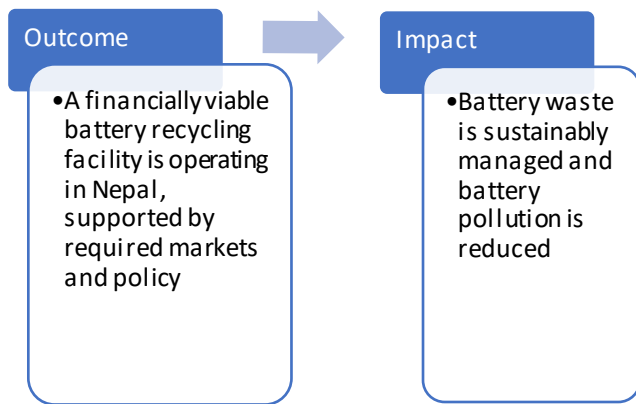 Outcome
•A financially viable
battery recycling
facility is operating
in Nepal,
supported by
required markets
and policy
Impact
•Battery waste
is sustainably
managed and
battery
pollution is
reduced